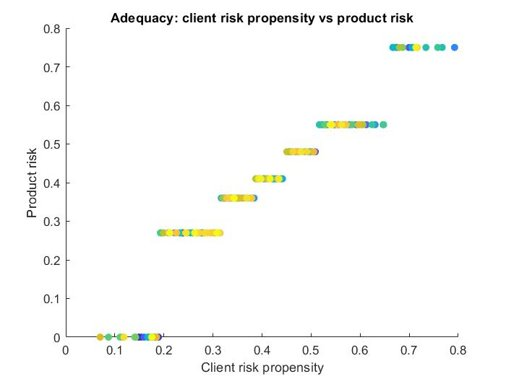 Adequacy: client risk propensity vs product risk
0.8
0.7
0.6
0.5
0.4
0.3
0.2
0.1
0
Product risk
0 0.1 0.2 0.3 0.4 0.5 0.6 0.7 0.8
Client risk propensity